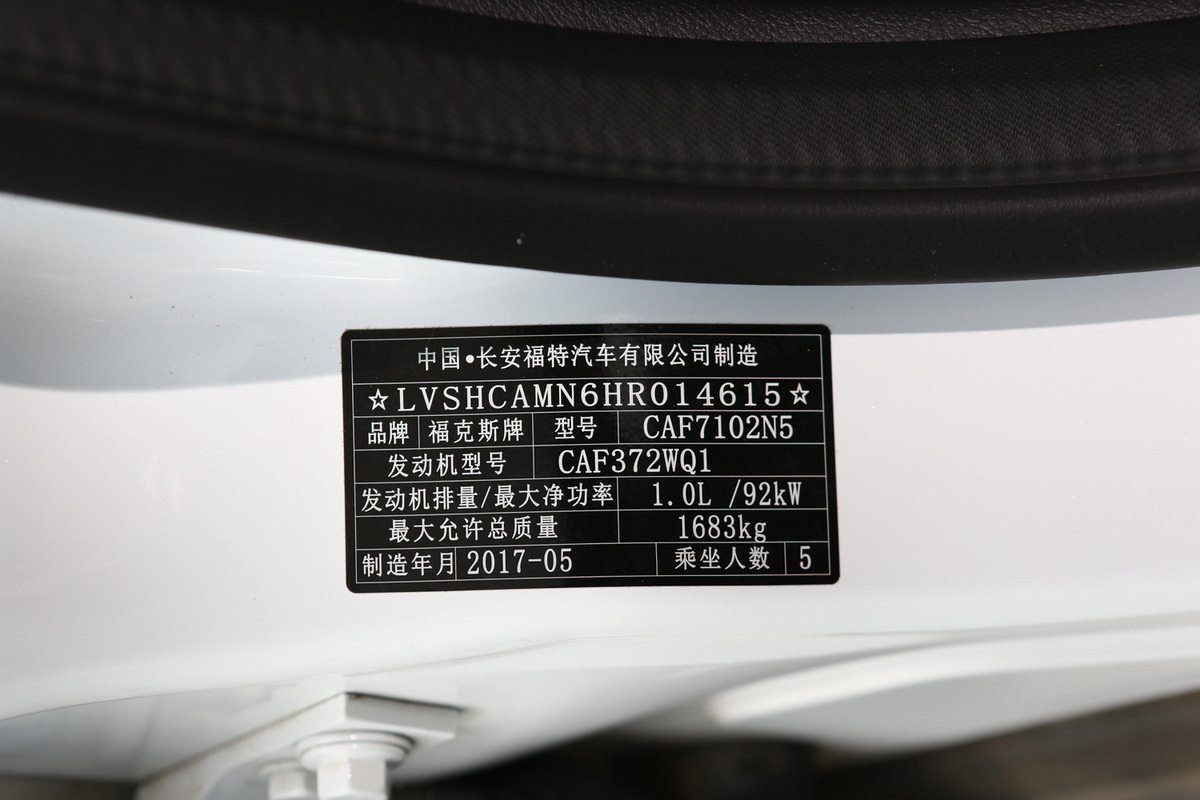 中国•长安福特汽车有限公司制造
☆LVSHCAMN6HR014615☆
品牌 福克斯牌 型号 CAF7102N5
发动机型号 CAF372WQ1
发动机排量/最大净功率 1.0L /92kW
最大允许总质量 1683kg
制造年月 2017-05 乘坐人数 5